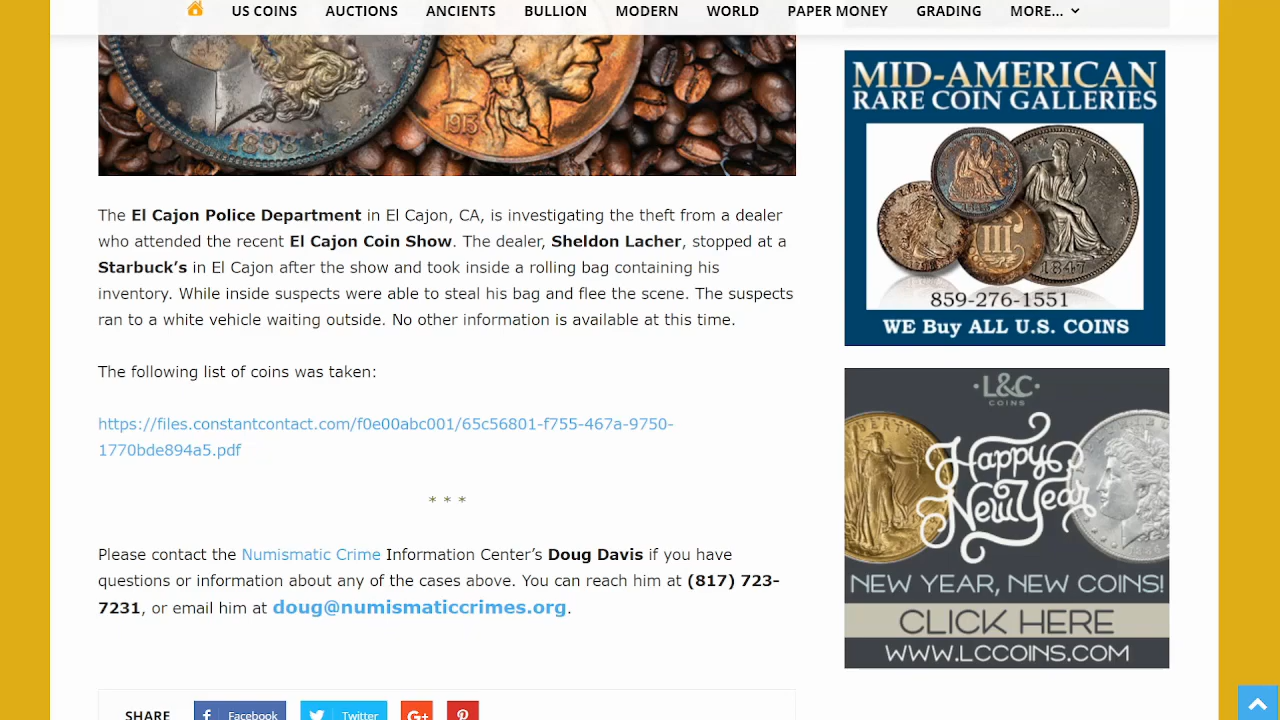 US COINS AUCTIONS ANCIENTS BULLION MODERN WORLD PAPER MONEY GRADING MORE...
1898
1913
The El Cajon Police Department in El Cajon, CA, is investigating the theft from a dealer
who attended the recent El Cajon Coin Show. The dealer, Sheldon Lacher, stopped at a
Starbuck’s in El Cajon after the show and took inside a rolling bag containing his
inventory. While inside suspects were able to steal his bag and flee the scene. The suspects
ran to a white vehicle waiting outside. No other information is available at this time.
The following list of coins was taken:
https://files.constantcontact.com/f0e00abc001/65c56801-f755-467a-9750-
1770bde894a5.pdf
* * *
Please contact the Numismatic Crime Information Center’s Doug Davis if you have
questions or information about any of the cases above. You can reach him at (817) 723-
7231, or email him at doug@numismaticcrimes.org.
SHARE Facebook Twitter G+
MID-AMERICAN
RARE COIN GALLERIES
III
1847
859-276-1551
WE Buy ALL U.S. COINS
·L&C·
COINS
LIBERTY
Happy
New Year
NEW YEAR, NEW COINS!
CLICK HERE
WWW.LCCOINS.COM